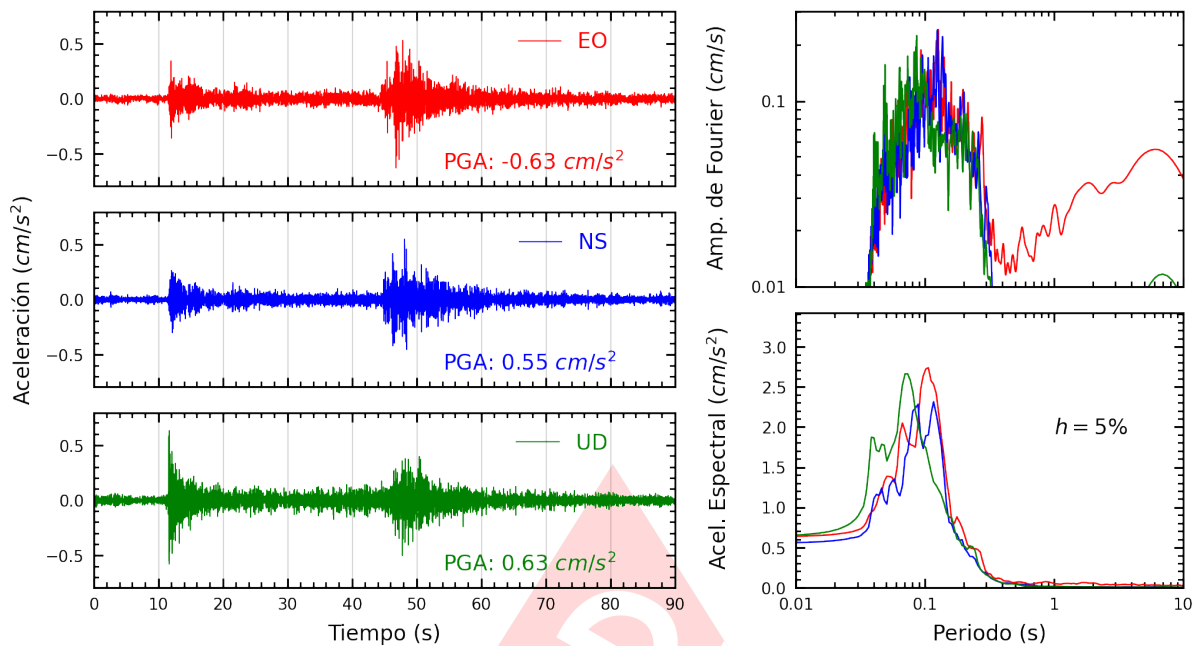 Aceleración (cm/s²)
0.5
0.0
−0.5
EO
PGA: -0.63 cm/s²
0.5
0.0
−0.5
NS
PGA: 0.55 cm/s²
0.5
0.0
−0.5
UD
PGA: 0.63 cm/s²
0 10 20 30 40 50 60 70 80 90
Tiempo (s)
Amp. de Fourier (cm/s)
0.1
0.01
Acel. Espectral (cm/s²)
3.0
2.5
2.0
1.5
1.0
0.5
0.0
h = 5%
0.01 0.1 1 10
Periodo (s)